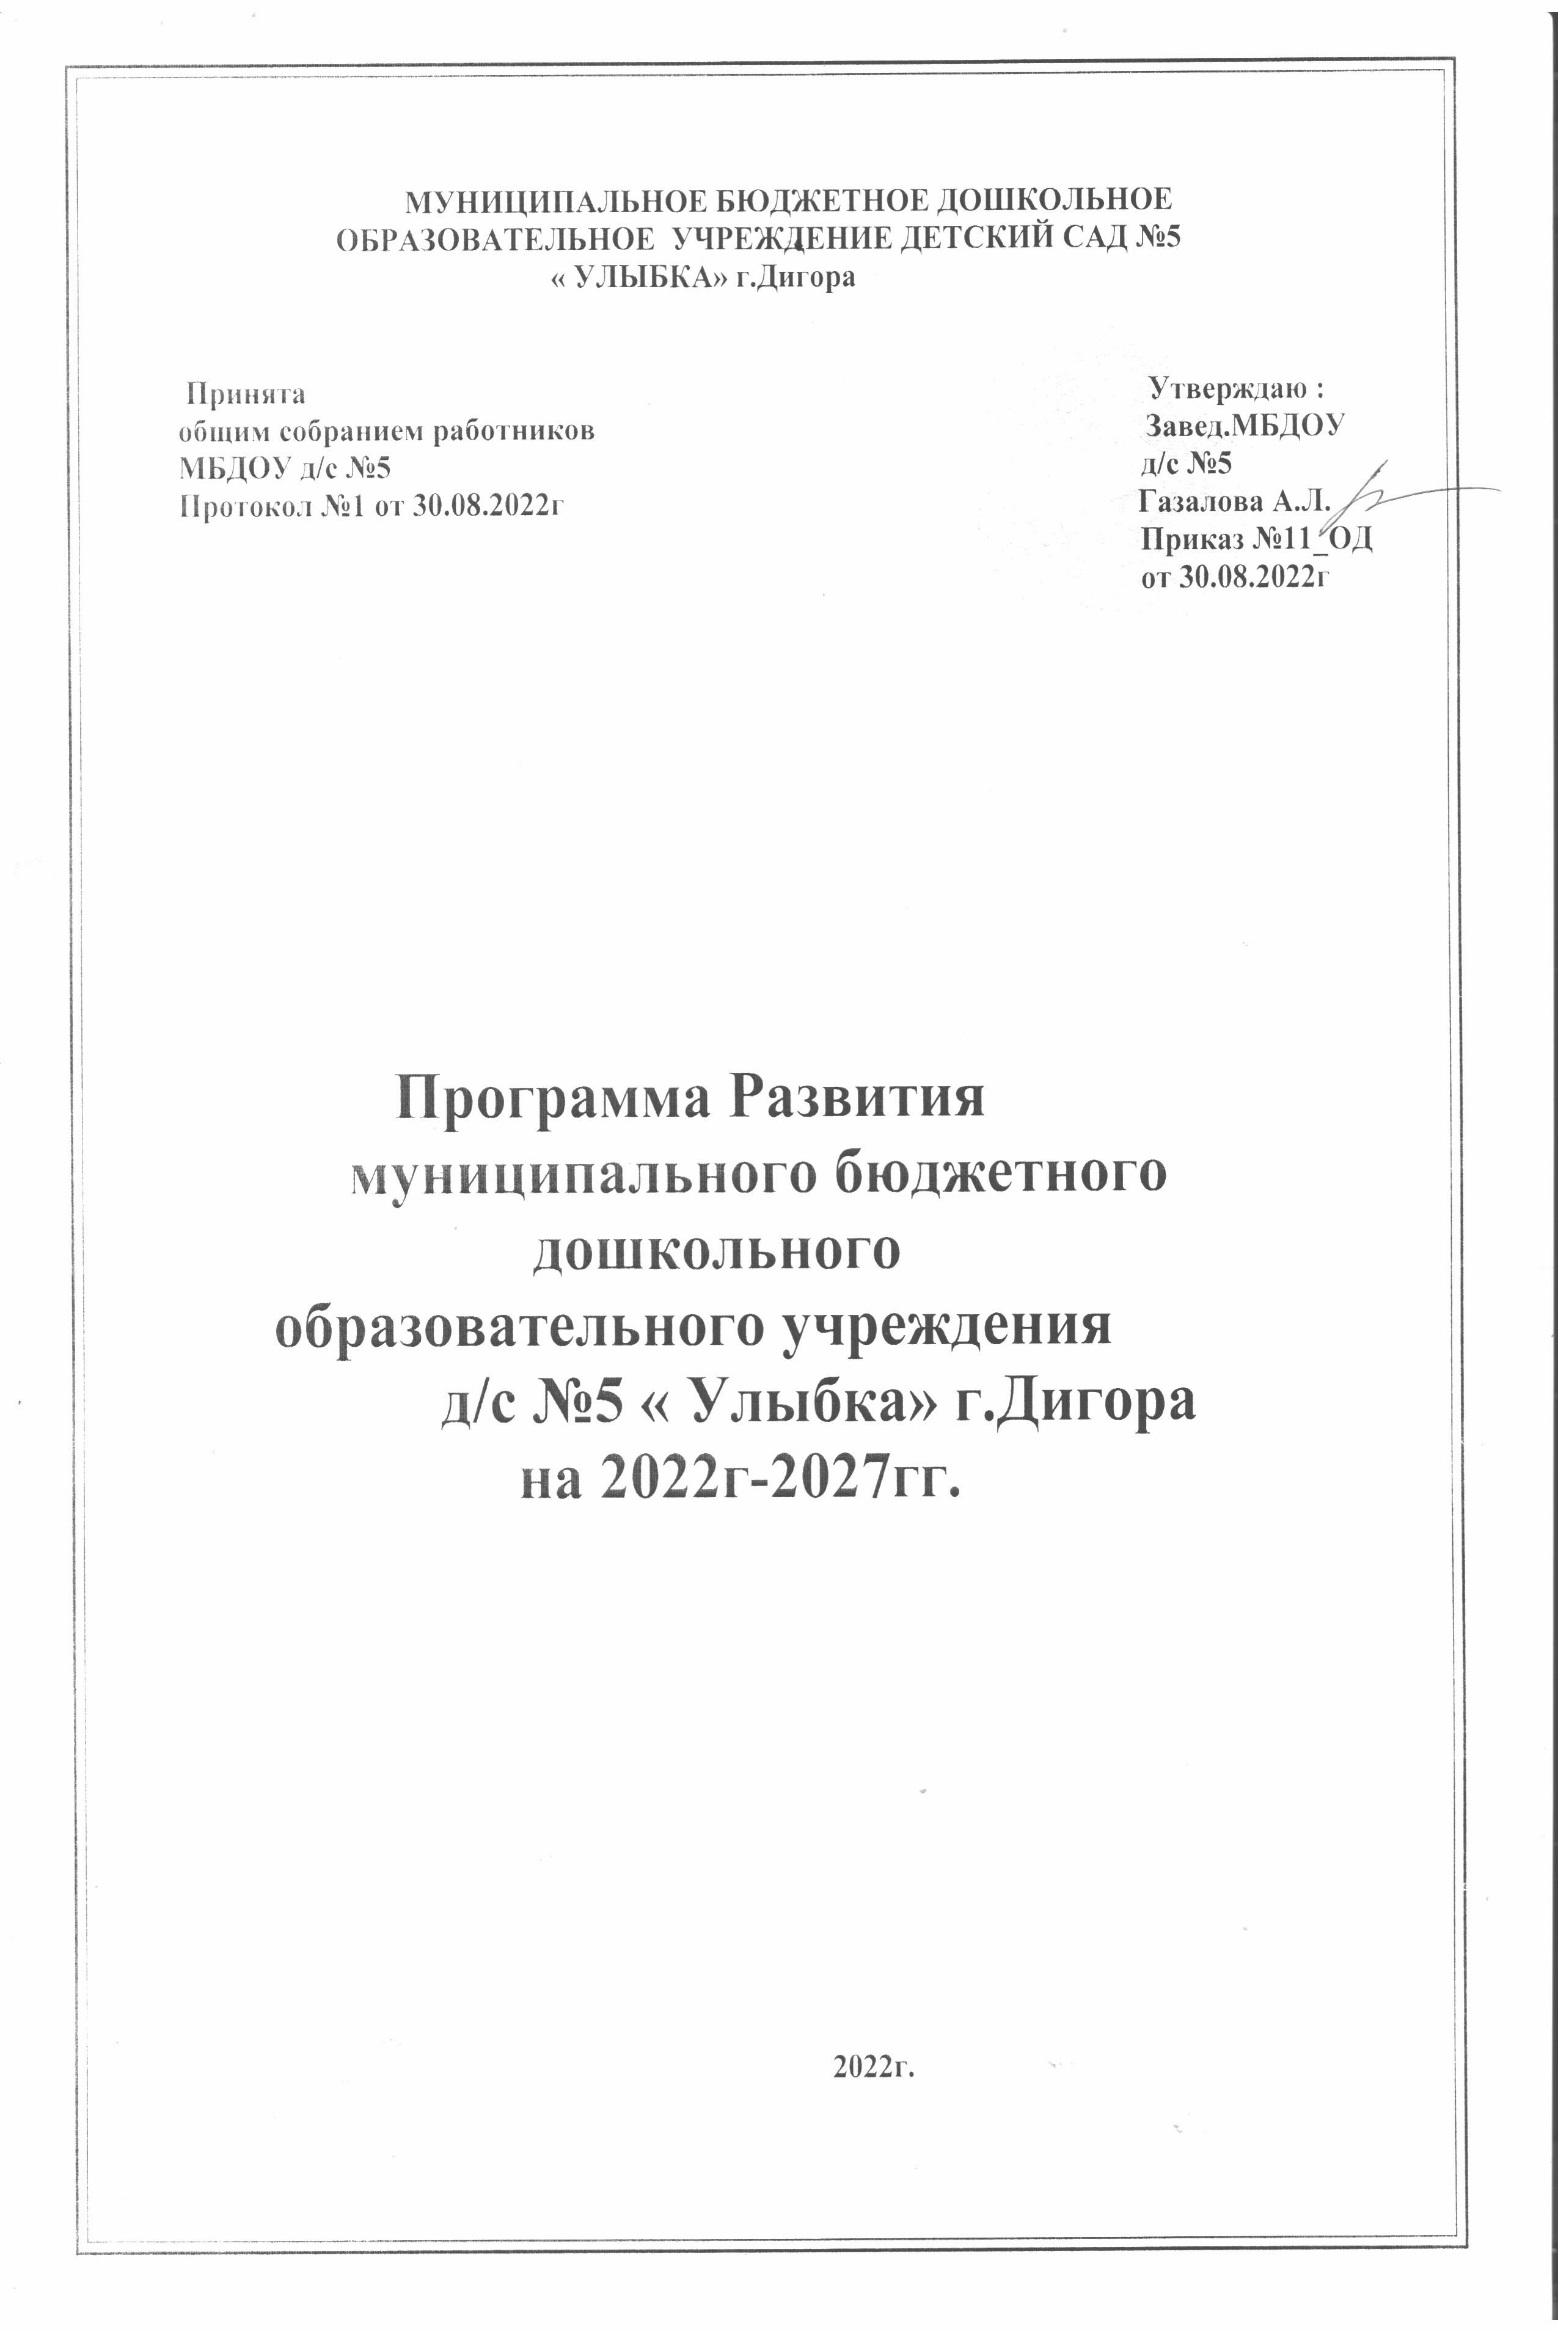 МУНИЦИПАЛЬНОЕ БЮДЖЕТНОЕ ДОШКОЛЬНОЕ
ОБРАЗОВАТЕЛЬНОЕ УЧРЕЖДЕНИЕ ДЕТСКИЙ САД №5
« УЛЫБКА» г.Дигора
Принята
общим собранием работников
МБДОУ д/с №5
Протокол №1 от 30.08.2022г
Утверждаю :
Завед.МБДОУ
д/с №5
Газалова А.Л.
Приказ №11_ОД
от 30.08.2022г
Программа Развития
муниципального бюджетного
дошкольного
образовательного учреждения
д/с №5 « Улыбка» г.Дигора
на 2022г-2027гг.
2022г.